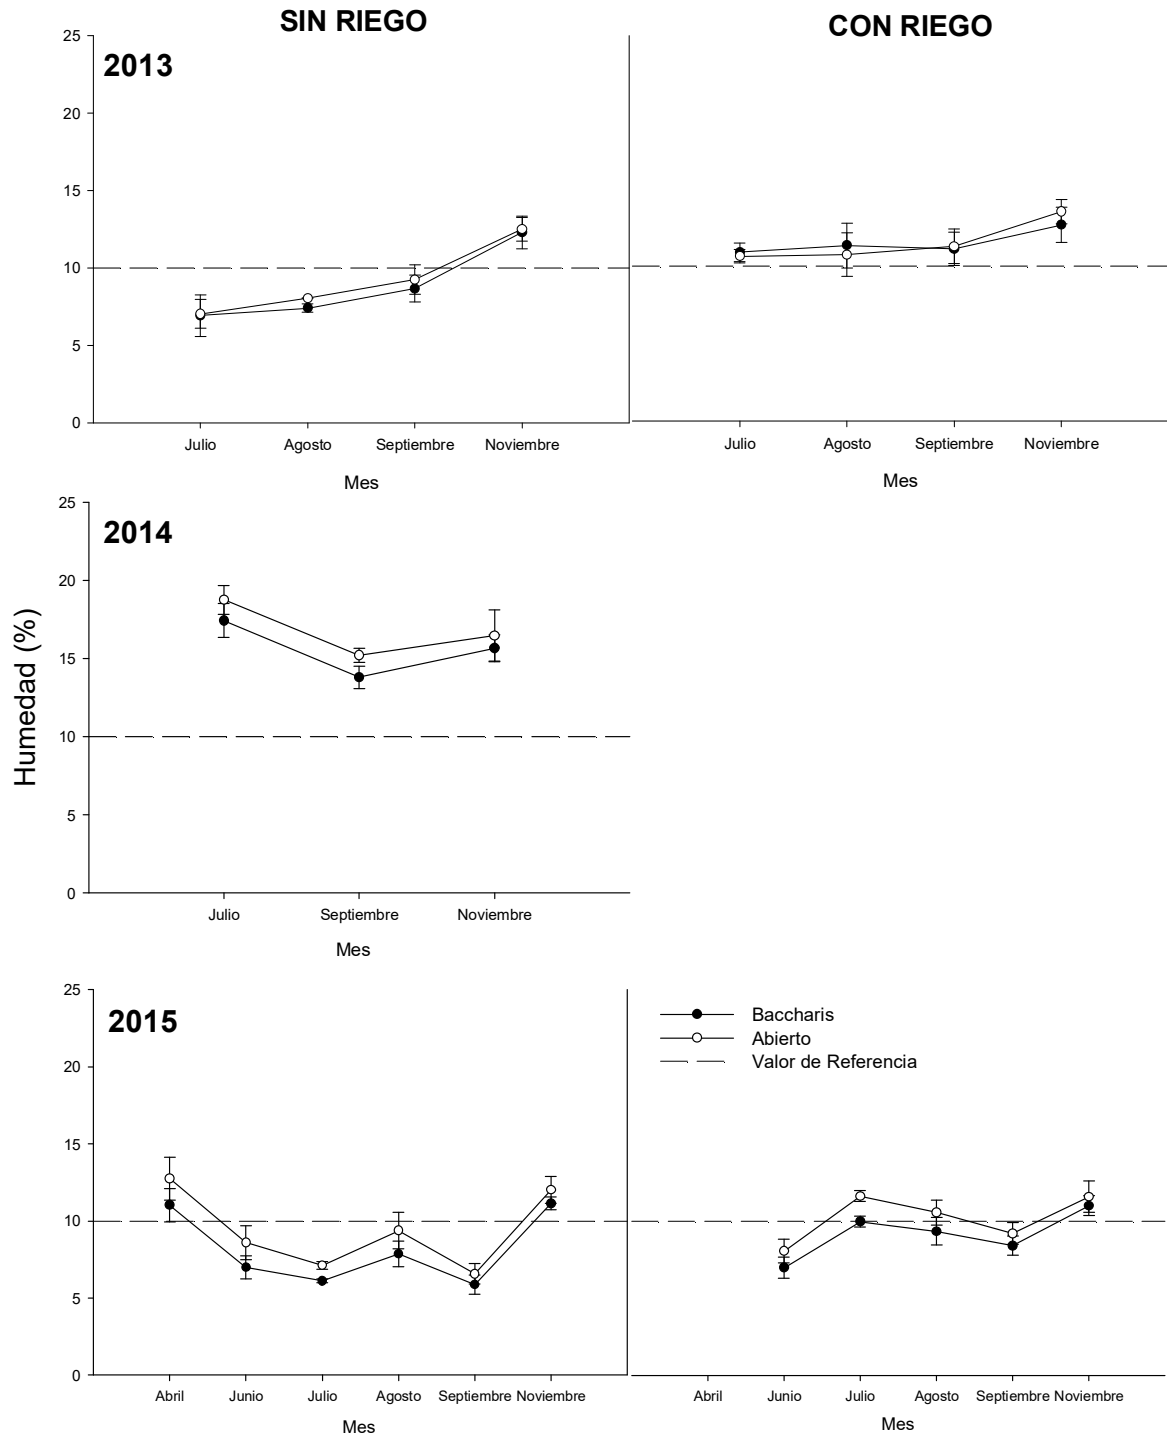 SIN RIEGO
CON RIEGO
2013
25
20
15
10
5
0
Julio Agosto Septiembre Noviembre
Mes
Julio Agosto Septiembre Noviembre
Mes
Humedad (%)
2014
25
20
15
10
5
0
Julio Septiembre Noviembre
Mes
2015
25
20
15
10
5
0
Abril Junio Julio Agosto Septiembre Noviembre
Mes
Baccharis
Abierto
Valor de Referencia
Abril Junio Julio Agosto Septiembre Noviembre
Mes